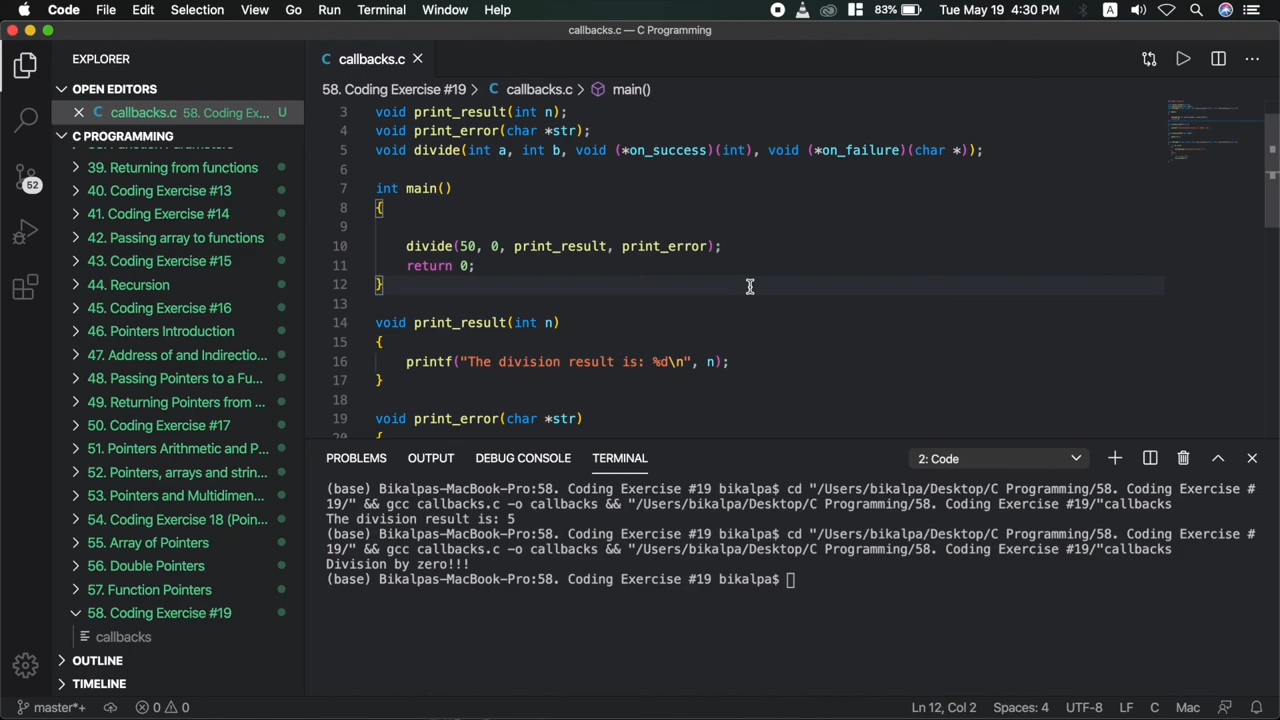 Code File Edit Selection View Go Run Terminal Window Help 83% Tue May 19 4:30 PM A
callbacks.c — C Programming
EXPLORER
OPEN EDITORS
callbacks.c 58. Coding Ex... U
C PROGRAMMING
39. Returning from functions
40. Coding Exercise #13
41. Coding Exercise #14
42. Passing array to functions
43. Coding Exercise #15
44. Recursion
45. Coding Exercise #16
46. Pointers Introduction
47. Address of and Indirectio...
48. Passing Pointers to a Fu...
49. Returning Pointers from ...
50. Coding Exercise #17
51. Pointers Arithmetic and P...
52. Pointers, arrays and strin...
53. Pointers and Multidimen...
54. Coding Exercise 18 (Poin...
55. Array of Pointers
56. Double Pointers
57. Function Pointers
58. Coding Exercise #19
callbacks
OUTLINE
TIMELINE
52
C callbacks.c
58. Coding Exercise #19 > C callbacks.c > main()
3 void print_result(int n);
4 void print_error(char *str);
5 void divide(int a, int b, void (*on_success)(int), void (*on_failure)(char *));
6
7 int main()
8 {
9
10 divide(50, 0, print_result, print_error);
11 return 0;
12 }
13
14 void print_result(int n)
15 {
16 printf("The division result is: %d\n", n);
17 }
18
19 void print_error(char *str)
20 {
PROBLEMS OUTPUT DEBUG CONSOLE TERMINAL 2: Code
(base) Bikalpas-MacBook-Pro:58. Coding Exercise #19 bikalpa$ cd "/Users/bikalpa/Desktop/C Programming/58. Coding Exercise #
19/" && gcc callbacks.c -o callbacks && "/Users/bikalpa/Desktop/C Programming/58. Coding Exercise #19/"callbacks
The division result is: 5
(base) Bikalpas-MacBook-Pro:58. Coding Exercise #19 bikalpa$ cd "/Users/bikalpa/Desktop/C Programming/58. Coding Exercise #
19/" && gcc callbacks.c -o callbacks && "/Users/bikalpa/Desktop/C Programming/58. Coding Exercise #19/"callbacks
Division by zero!!!
(base) Bikalpas-MacBook-Pro:58. Coding Exercise #19 bikalpa$
master*+ 0 0 Ln 12, Col 2 Spaces: 4 UTF-8 LF C Mac